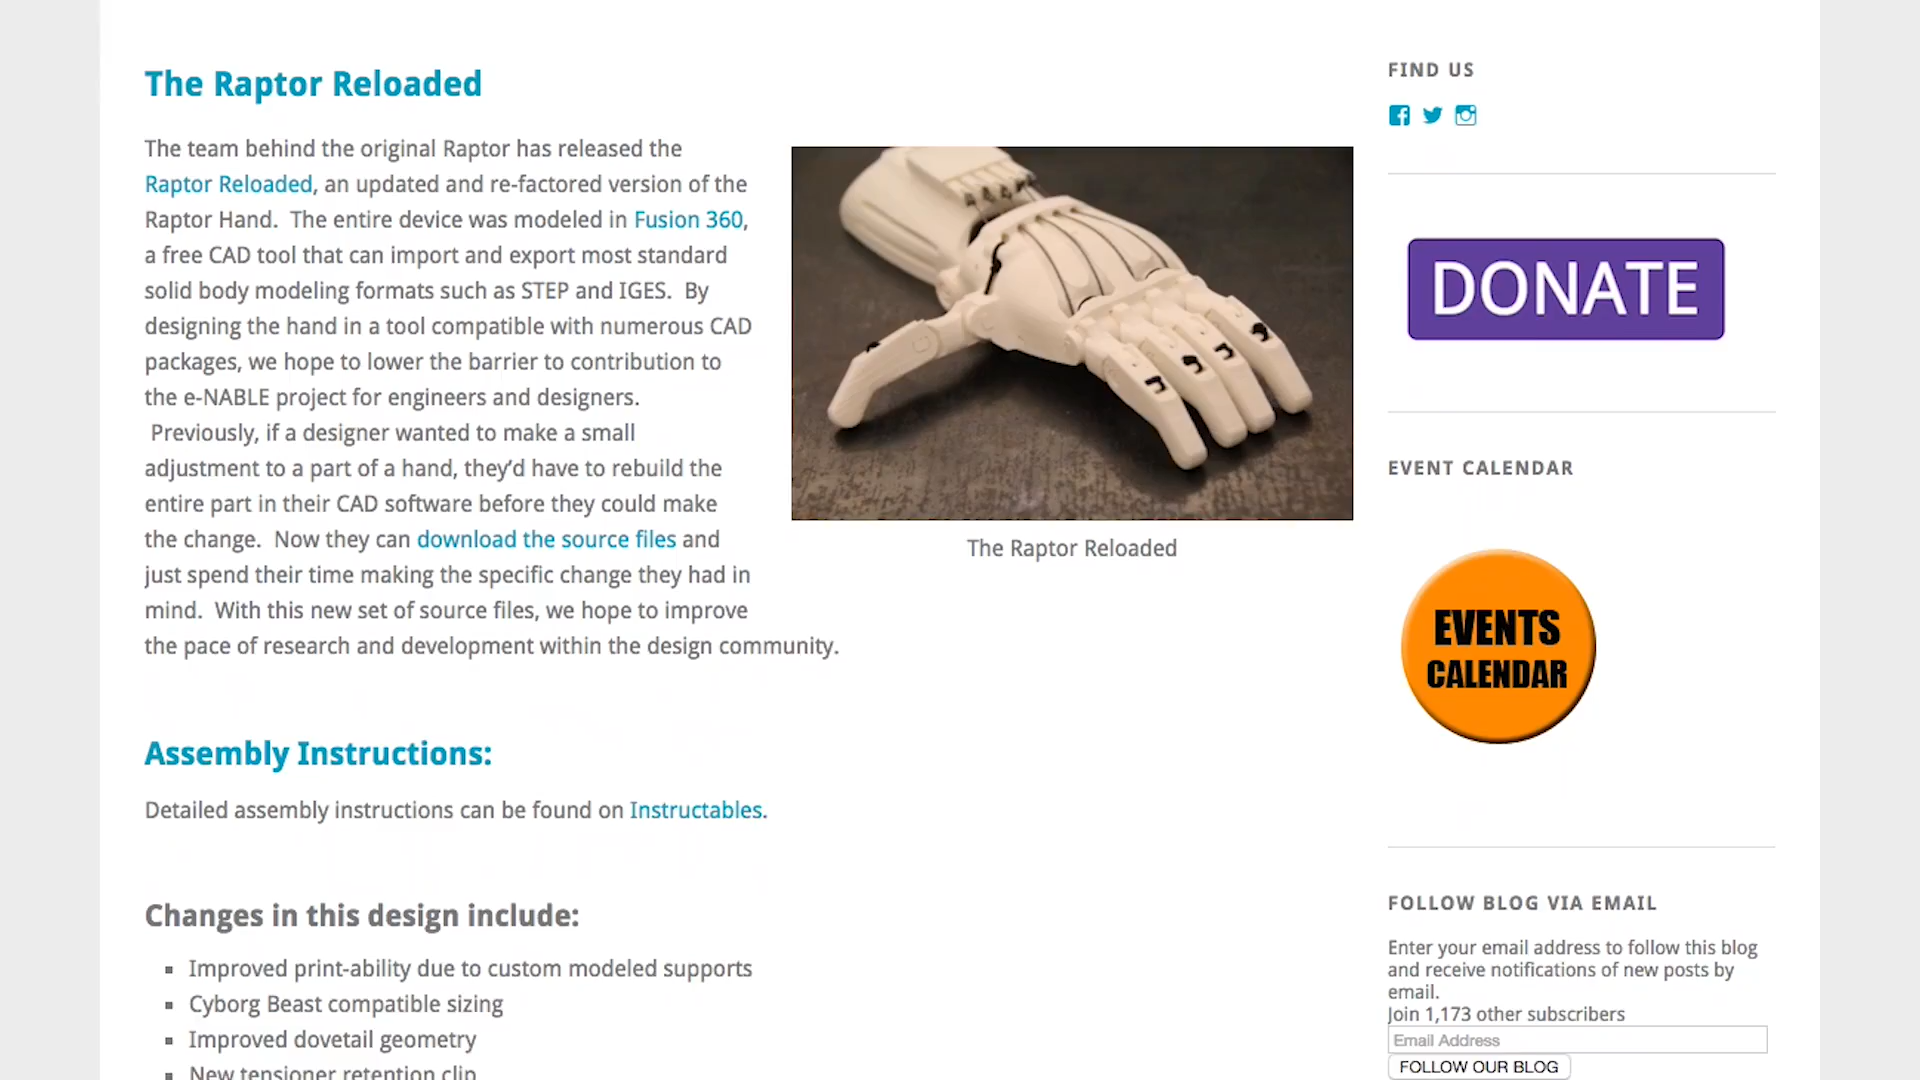 The Raptor Reloaded
The team behind the original Raptor has released the
Raptor Reloaded, an updated and re-factored version of the
Raptor Hand.  The entire device was modeled in Fusion 360,
a free CAD tool that can import and export most standard
solid body modeling formats such as STEP and IGES.  By
designing the hand in a tool compatible with numerous CAD
packages, we hope to lower the barrier to contribution to
the e-NABLE project for engineers and designers.
Previously, if a designer wanted to make a small
adjustment to a part of a hand, they’d have to rebuild the
entire part in their CAD software before they could make
the change.  Now they can download the source files and
just spend their time making the specific change they had in
mind.  With this new set of source files, we hope to improve
the pace of research and development within the design community.
The Raptor Reloaded
Assembly Instructions:
Detailed assembly instructions can be found on Instructables.
Changes in this design include:
Improved print-ability due to custom modeled supports
Cyborg Beast compatible sizing
Improved dovetail geometry
New tensioner retention clip
FIND US
DONATE
EVENT CALENDAR
EVENTS
CALENDAR
FOLLOW BLOG VIA EMAIL
Enter your email address to follow this blog
and receive notifications of new posts by
email.
Join 1,173 other subscribers
Email Address
FOLLOW OUR BLOG